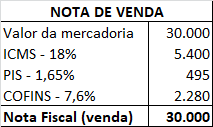 NOTA DE VENDA
Valor da mercadoria 30.000
ICMS - 18% 5.400
PIS - 1,65% 495
COFINS - 7,6% 2.280
Nota Fiscal (venda) 30.000